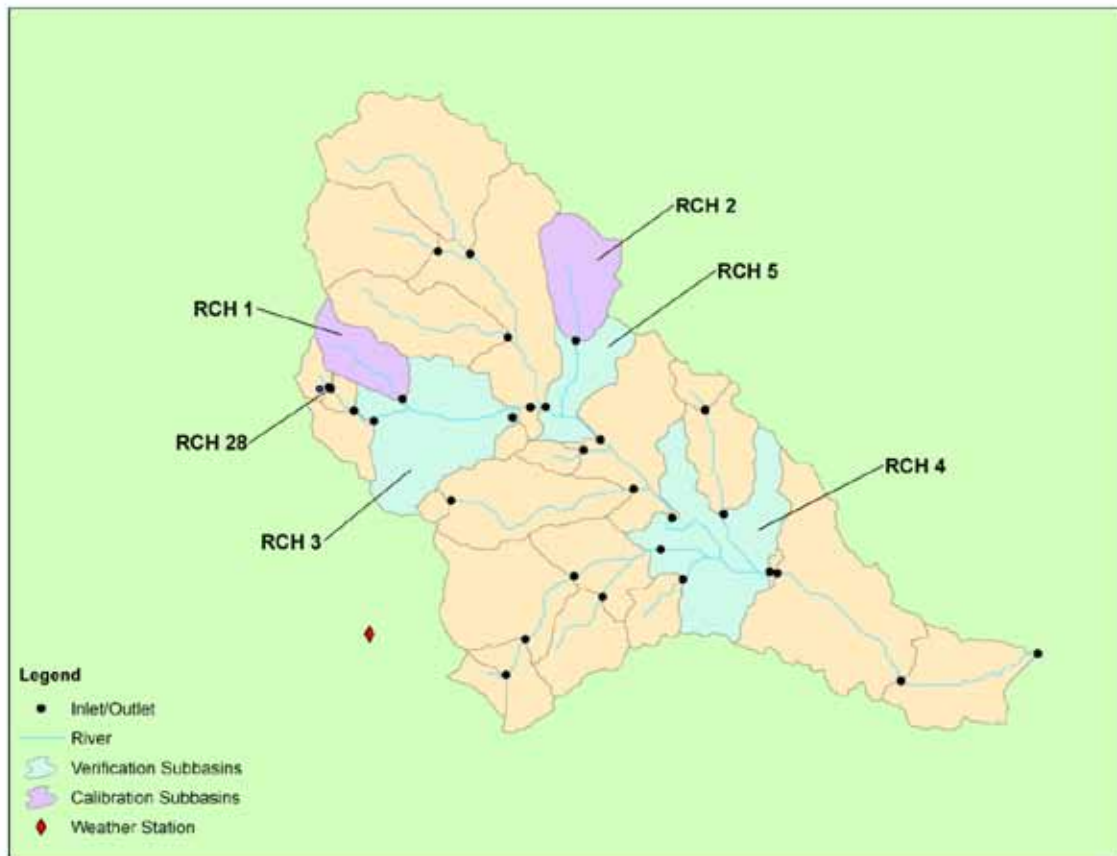 RCH 2
RCH 5
RCH 1
RCH 28
RCH 4
RCH 3
Legend
Inlet/Outlet
River
Verification Subbasins
Calibration Subbasins
Weather Station